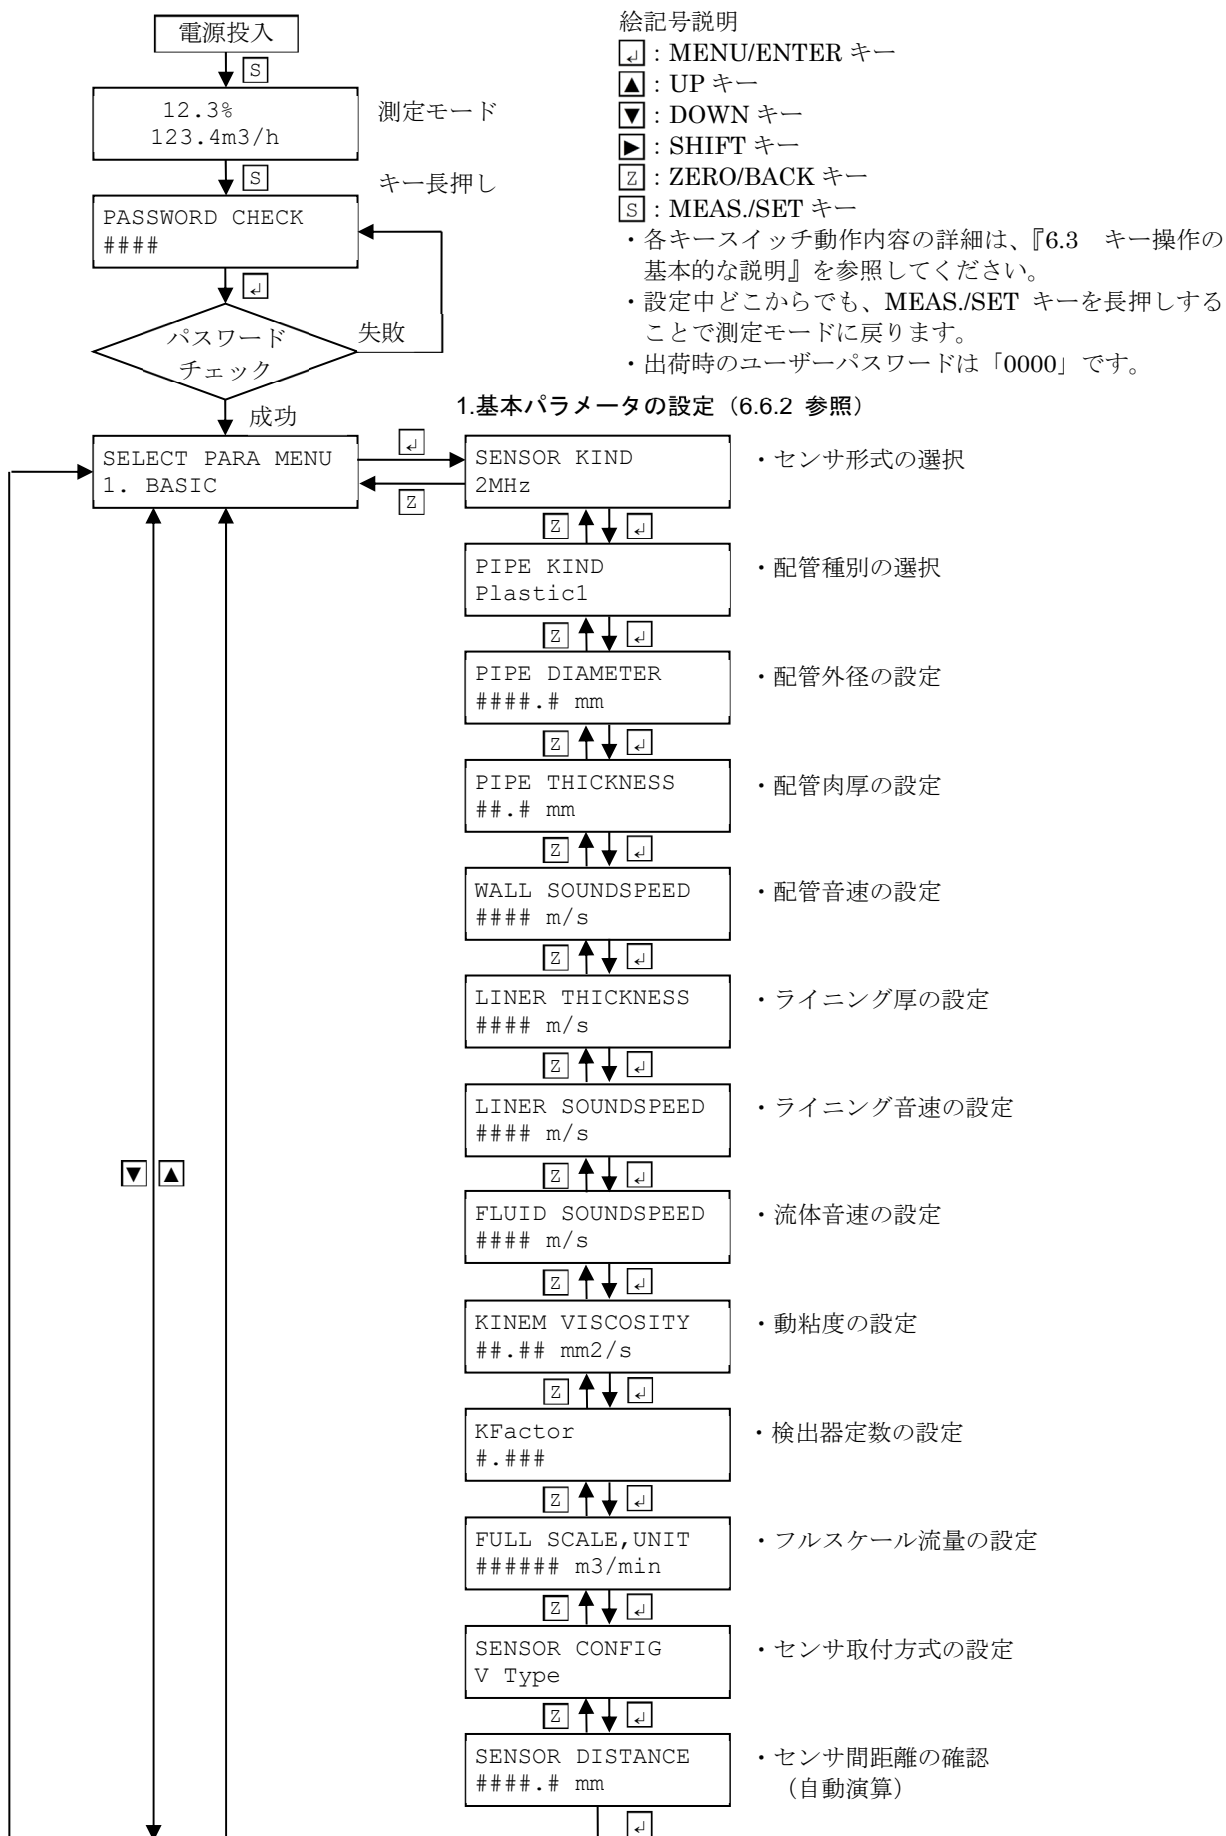 電源投入
S
12.3%
123.4m3/h
測定モード
S
キー長押し
PASSWORD CHECK
####
↵
パスワード
チェック
失敗
成功
絵記号説明
↵：MENU/ENTER キー
▲：UP キー
▼：DOWN キー
▶：SHIFT キー
Z：ZERO/BACK キー
S：MEAS./SET キー
・各キースイッチ動作内容の詳細は、『6.3　キー操作の
基本的な説明』を参照してください。
・設定中どこからでも、MEAS./SET キーを長押しする
ことで測定モードに戻ります。
・出荷時のユーザーパスワードは「0000」です。
1.基本パラメータの設定（6.6.2 参照）
SELECT PARA MENU
1. BASIC
↵
Z
SENSOR KIND
2MHz
・センサ形式の選択
Z ↵
PIPE KIND
Plastic1
・配管種別の選択
Z ↵
PIPE DIAMETER
####.# mm
・配管外径の設定
Z ↵
PIPE THICKNESS
##.# mm
・配管肉厚の設定
Z ↵
WALL SOUNDSPEED
#### m/s
・配管音速の設定
Z ↵
LINER THICKNESS
#### m/s
・ライニング厚の設定
Z ↵
LINER SOUNDSPEED
#### m/s
・ライニング音速の設定
▼ ▲
Z ↵
FLUID SOUNDSPEED
#### m/s
・流体音速の設定
Z ↵
KINEM VISCOSITY
##.## mm2/s
・動粘度の設定
Z ↵
KFactor
#.###
・検出器定数の設定
Z ↵
FULL SCALE,UNIT
###### m3/min
・フルスケール流量の設定
Z ↵
SENSOR CONFIG
V Type
・センサ取付方式の設定
Z ↵
SENSOR DISTANCE
####.# mm
・センサ間距離の確認
（自動演算）
↵